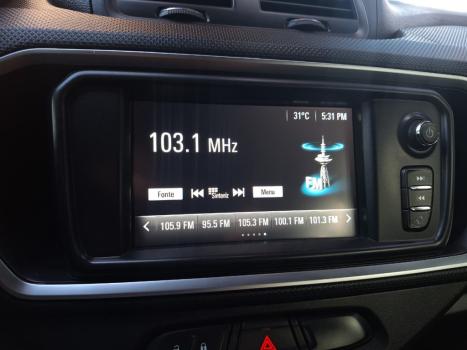 31°C 5:31 PM
103.1 MHz
FM
Fonte Sintoniz Menu
105.9 FM 95.5 FM 105.3 FM 100.1 FM 101.3 FM